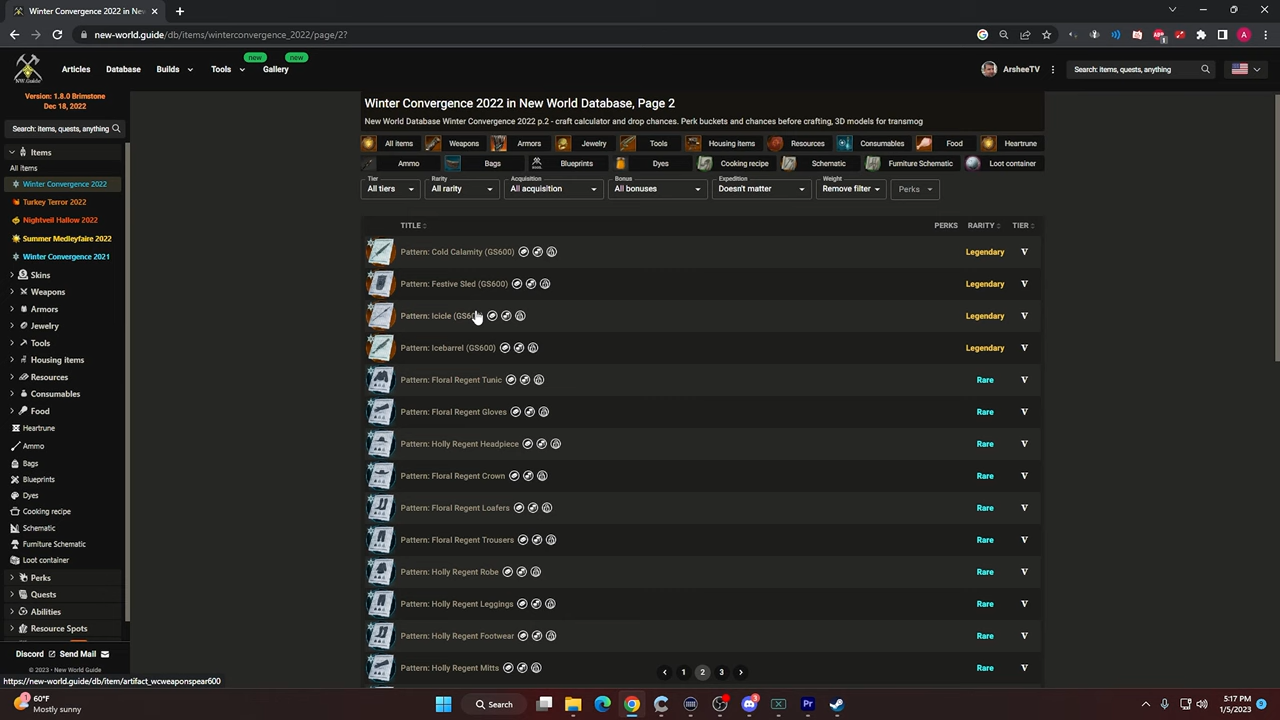 Winter Convergence 2022 in New
new-world.guide/db/items/winterconvergence_2022/page/2?
NW.Guide
Articles
Database
Builds
new
Tools
new
Gallery
ArsheeTV
Search: items, quests, anything
Version: 1.8.0 Brimstone
Dec 18, 2022
Search: items, quests, anything
Items
All items
Winter Convergence 2022
Turkey Terror 2022
Nightveil Hallow 2022
Summer Medleyfaire 2022
Winter Convergence 2021
Skins
Weapons
Armors
Jewelry
Tools
Housing items
Resources
Consumables
Food
Heartrune
Ammo
Bags
Blueprints
Dyes
Cooking recipe
Schematic
Furniture Schematic
Loot container
Perks
Quests
Abilities
Resource Spots
Discord Send Mail
© 2023 - New World Guide
Winter Convergence 2022 in New World Database, Page 2
New World Database Winter Convergence 2022 p.2 - craft calculator and drop chances. Perk buckets and chances before crafting, 3D models for transmog
All items Weapons Armors Jewelry Tools Housing items Resources Consumables Food Heartrune
Ammo Bags Blueprints Dyes Cooking recipe Schematic Furniture Schematic Loot container
Tier Rarity Acquisition Bonus Expedition Weight
All tiers All rarity All acquisition All bonuses Doesn't matter Remove filter Perks
TITLE PERKS RARITY TIER
Pattern: Cold Calamity (GS600) Legendary V
Pattern: Festive Sled (GS600) Legendary V
Pattern: Icicle (GS600) Legendary V
Pattern: Icebarrel (GS600) Legendary V
Pattern: Floral Regent Tunic Rare V
Pattern: Floral Regent Gloves Rare V
Pattern: Holly Regent Headpiece Rare V
Pattern: Floral Regent Crown Rare V
Pattern: Floral Regent Loafers Rare V
Pattern: Floral Regent Trousers Rare V
Pattern: Holly Regent Robe Rare V
Pattern: Holly Regent Leggings Rare V
Pattern: Holly Regent Footwear Rare V
Pattern: Holly Regent Mitts Rare V
1 2 3
https://new-world.guide/db/item/artifact_wcweaponspear600
60°F
Mostly sunny
Search
5:17 PM
1/5/2023